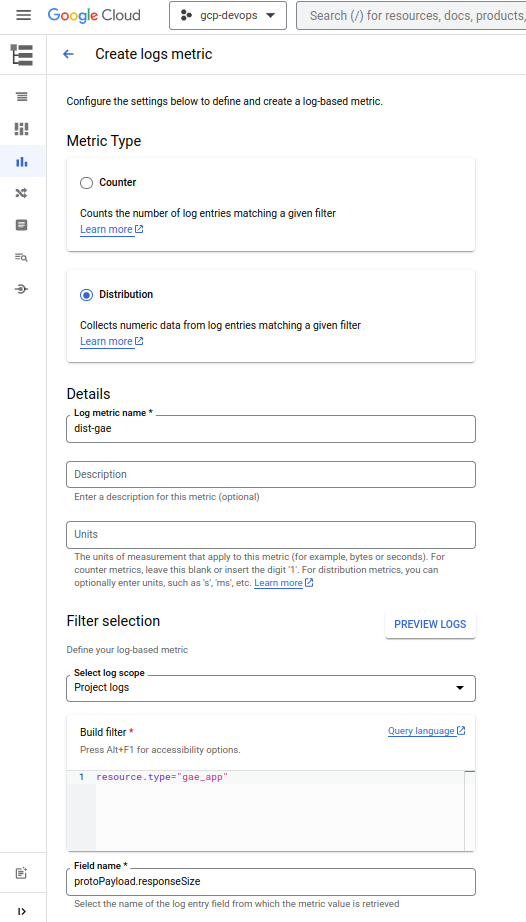 Google Cloud
gcp-devops
Search (/) for resources, docs, products,
Create logs metric
Configure the settings below to define and create a log-based metric.
Metric Type
Counter
Counts the number of log entries matching a given filter
Learn more
Distribution
Collects numeric data from log entries matching a given filter
Learn more
Details
Log metric name *
dist-gae
Description
Enter a description for this metric (optional)
Units
The units of measurement that apply to this metric (for example, bytes or seconds). For
counter metrics, leave this blank or insert the digit '1'. For distribution metrics, you can
optionally enter units, such as 's', 'ms', etc. Learn more
Filter selection
PREVIEW LOGS
Define your log-based metric
Select log scope
Project logs
Build filter *
Query language
Press Alt+F1 for accessibility options.
1 resource.type="gae_app"
Field name *
protoPayload.responseSize
Select the name of the log entry field from which the metric value is retrieved